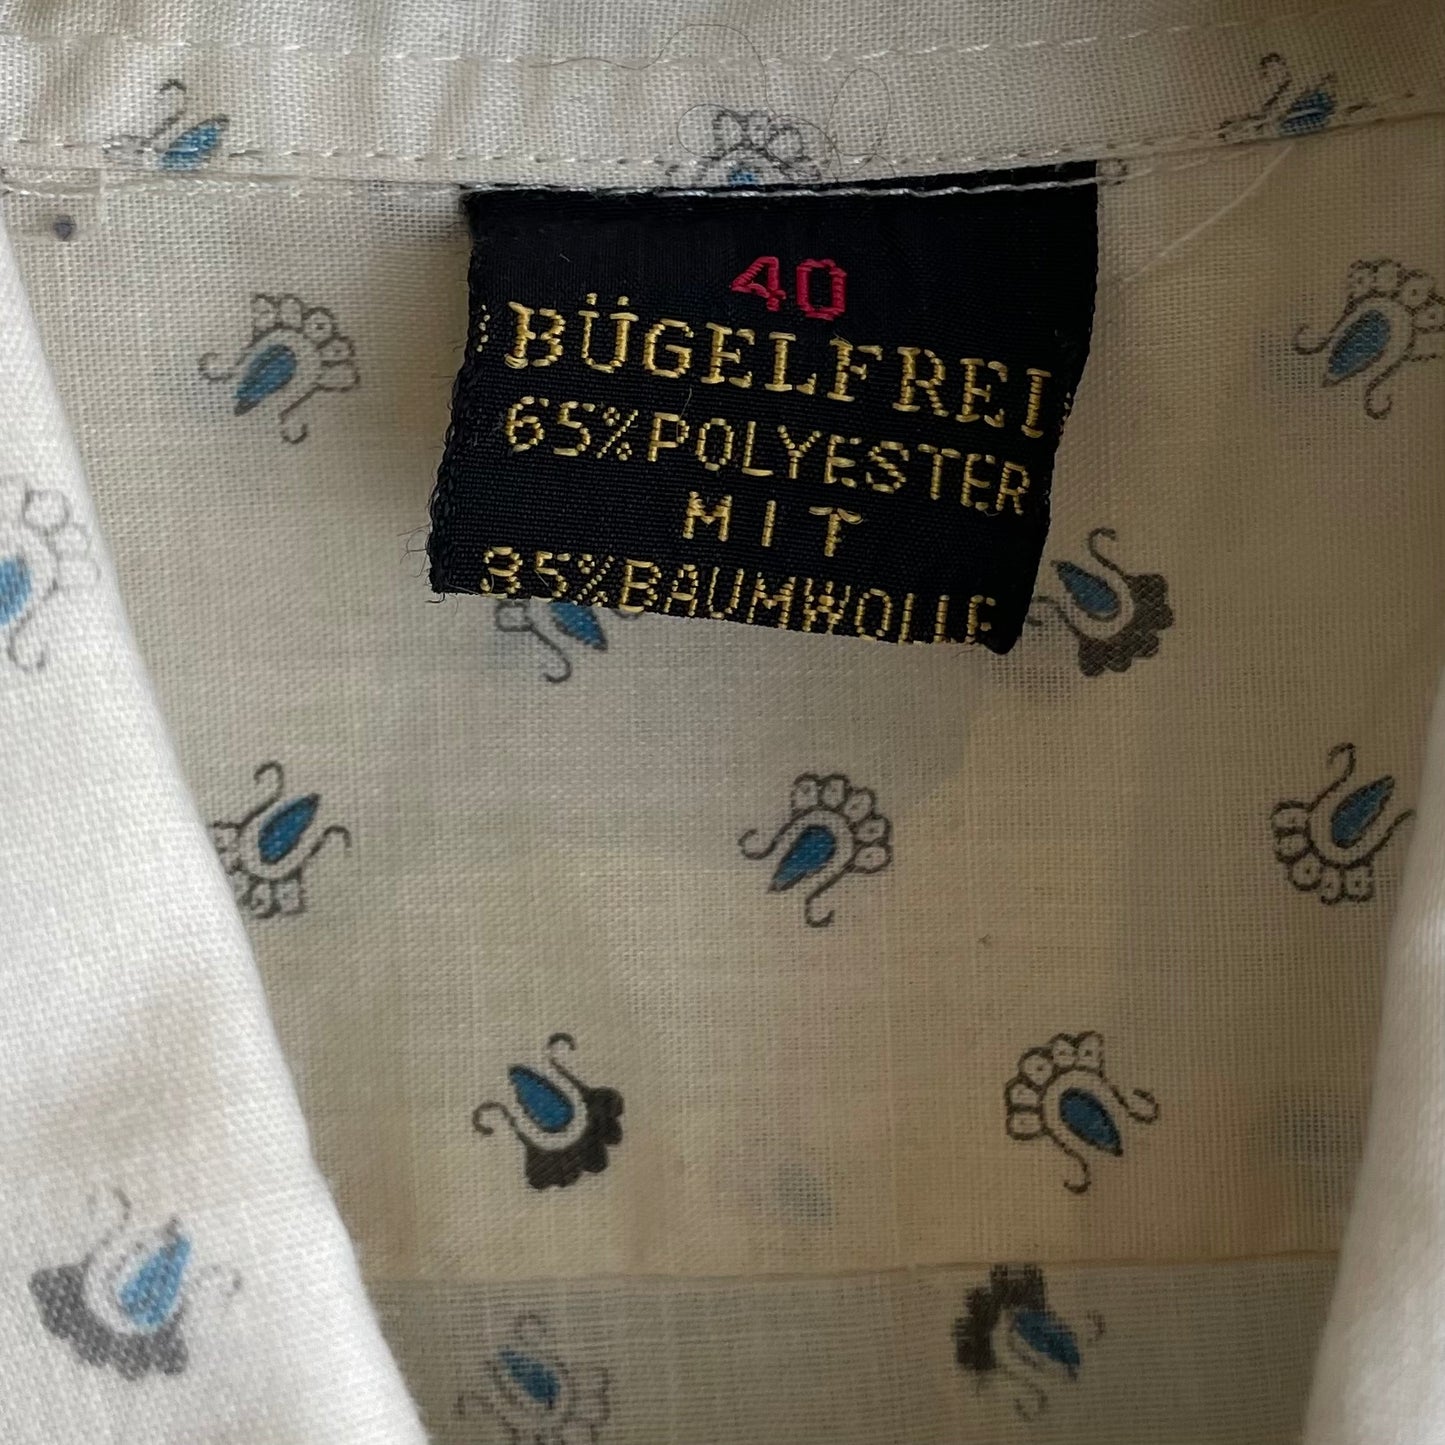 40
BÜGELFREI
65% POLYESTER
MIT
35% BAUMWOLLE